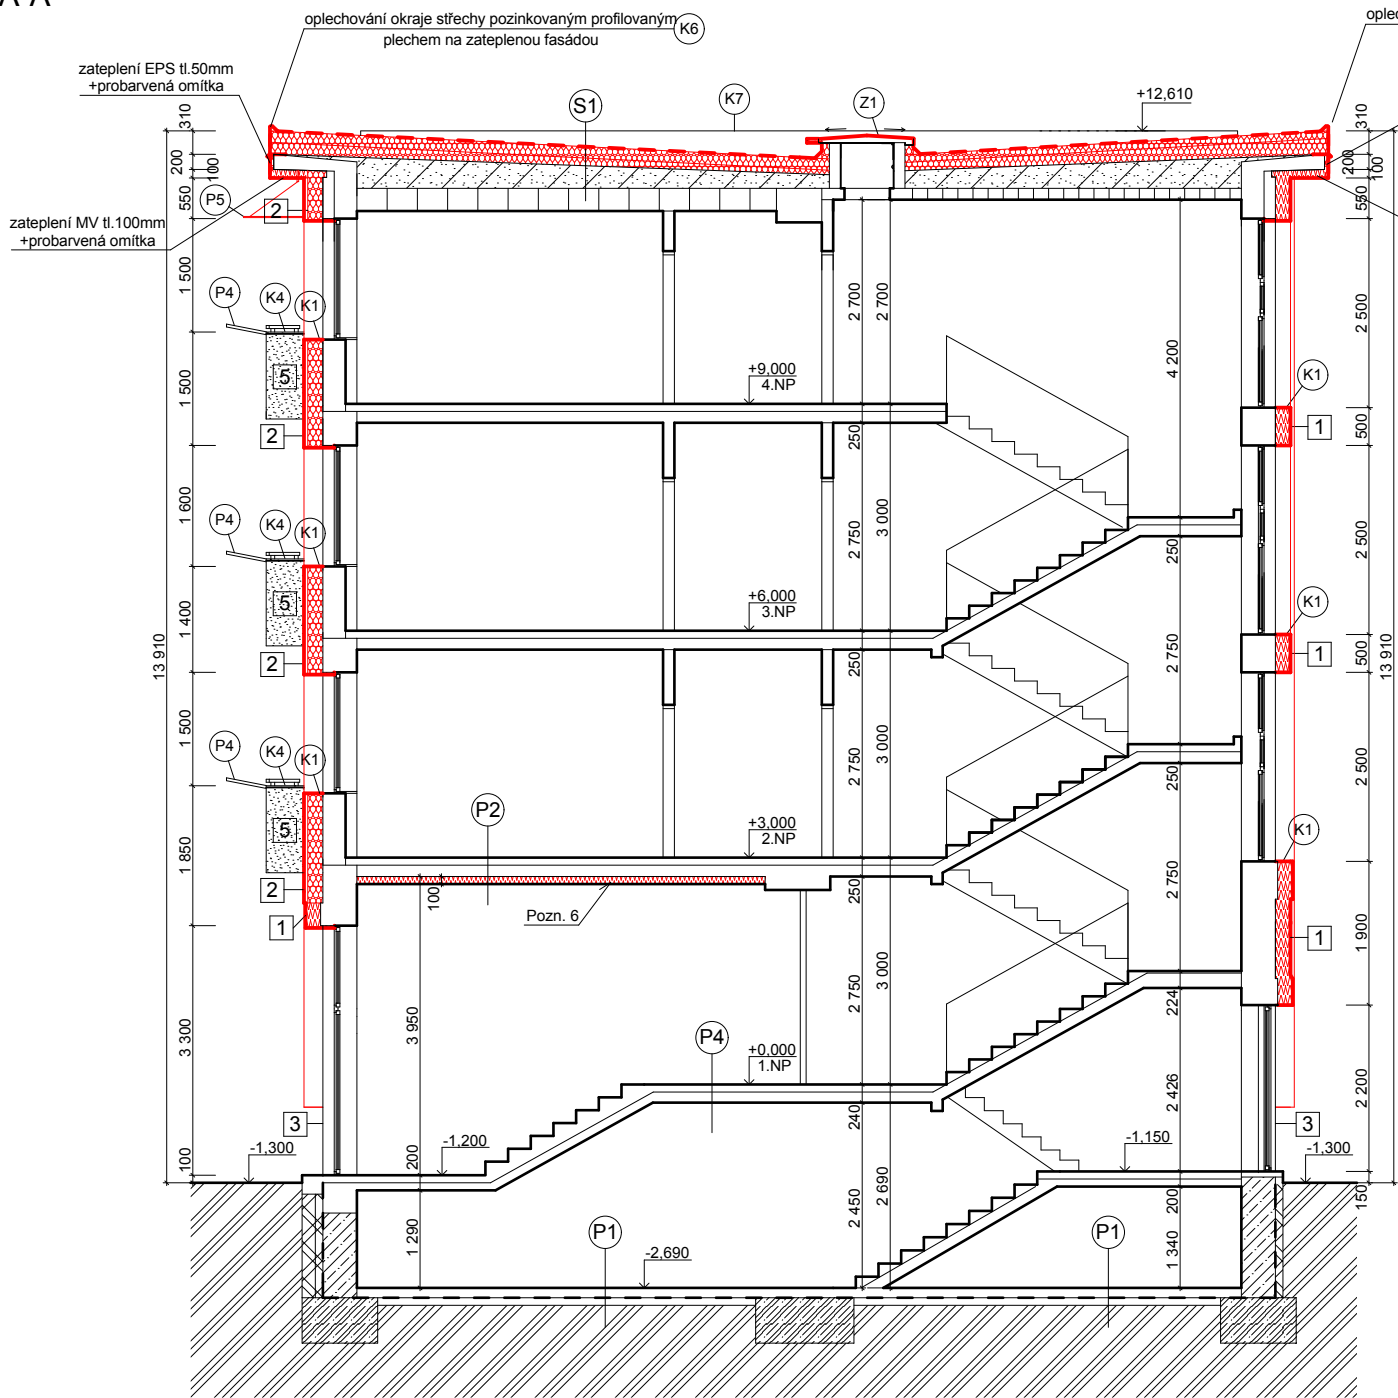 oplechování okraje střechy pozinkovaným profilovaným
plechem na zateplenou fasádou
K6
zateplení EPS tl.50mm
+probarvená omítka
S1
K7
Z1
+12,610
310
200
100
550
P5
2
zateplení MV tl.100mm
+probarvená omítka
310
200
100
550
1 500
P4
K4
K1
2 700
2 700
2 500
4 200
1 500
5
+9,000
4.NP
K1
2
250
500
1
1 600
P4
K4
K1
2 750
3 000
250
2 500
1 400
5
+6,000
3.NP
K1
2
250
2 750
500
1
13 910
13 910
1 500
P4
K4
K1
2 750
3 000
250
2 500
1 850
5
P2
+3,000
2.NP
K1
2
100
250
2 750
Pozn. 6
1
1 900
1
3 300
3 950
2 750
3 000
224
P4
+0,000
1.NP
2 426
2 200
240
3
3
-1,300
100
-1,200
200
-1,150
-1,300
1 290
2 450
2 690
200
150
P1
-2,690
P1
1 340